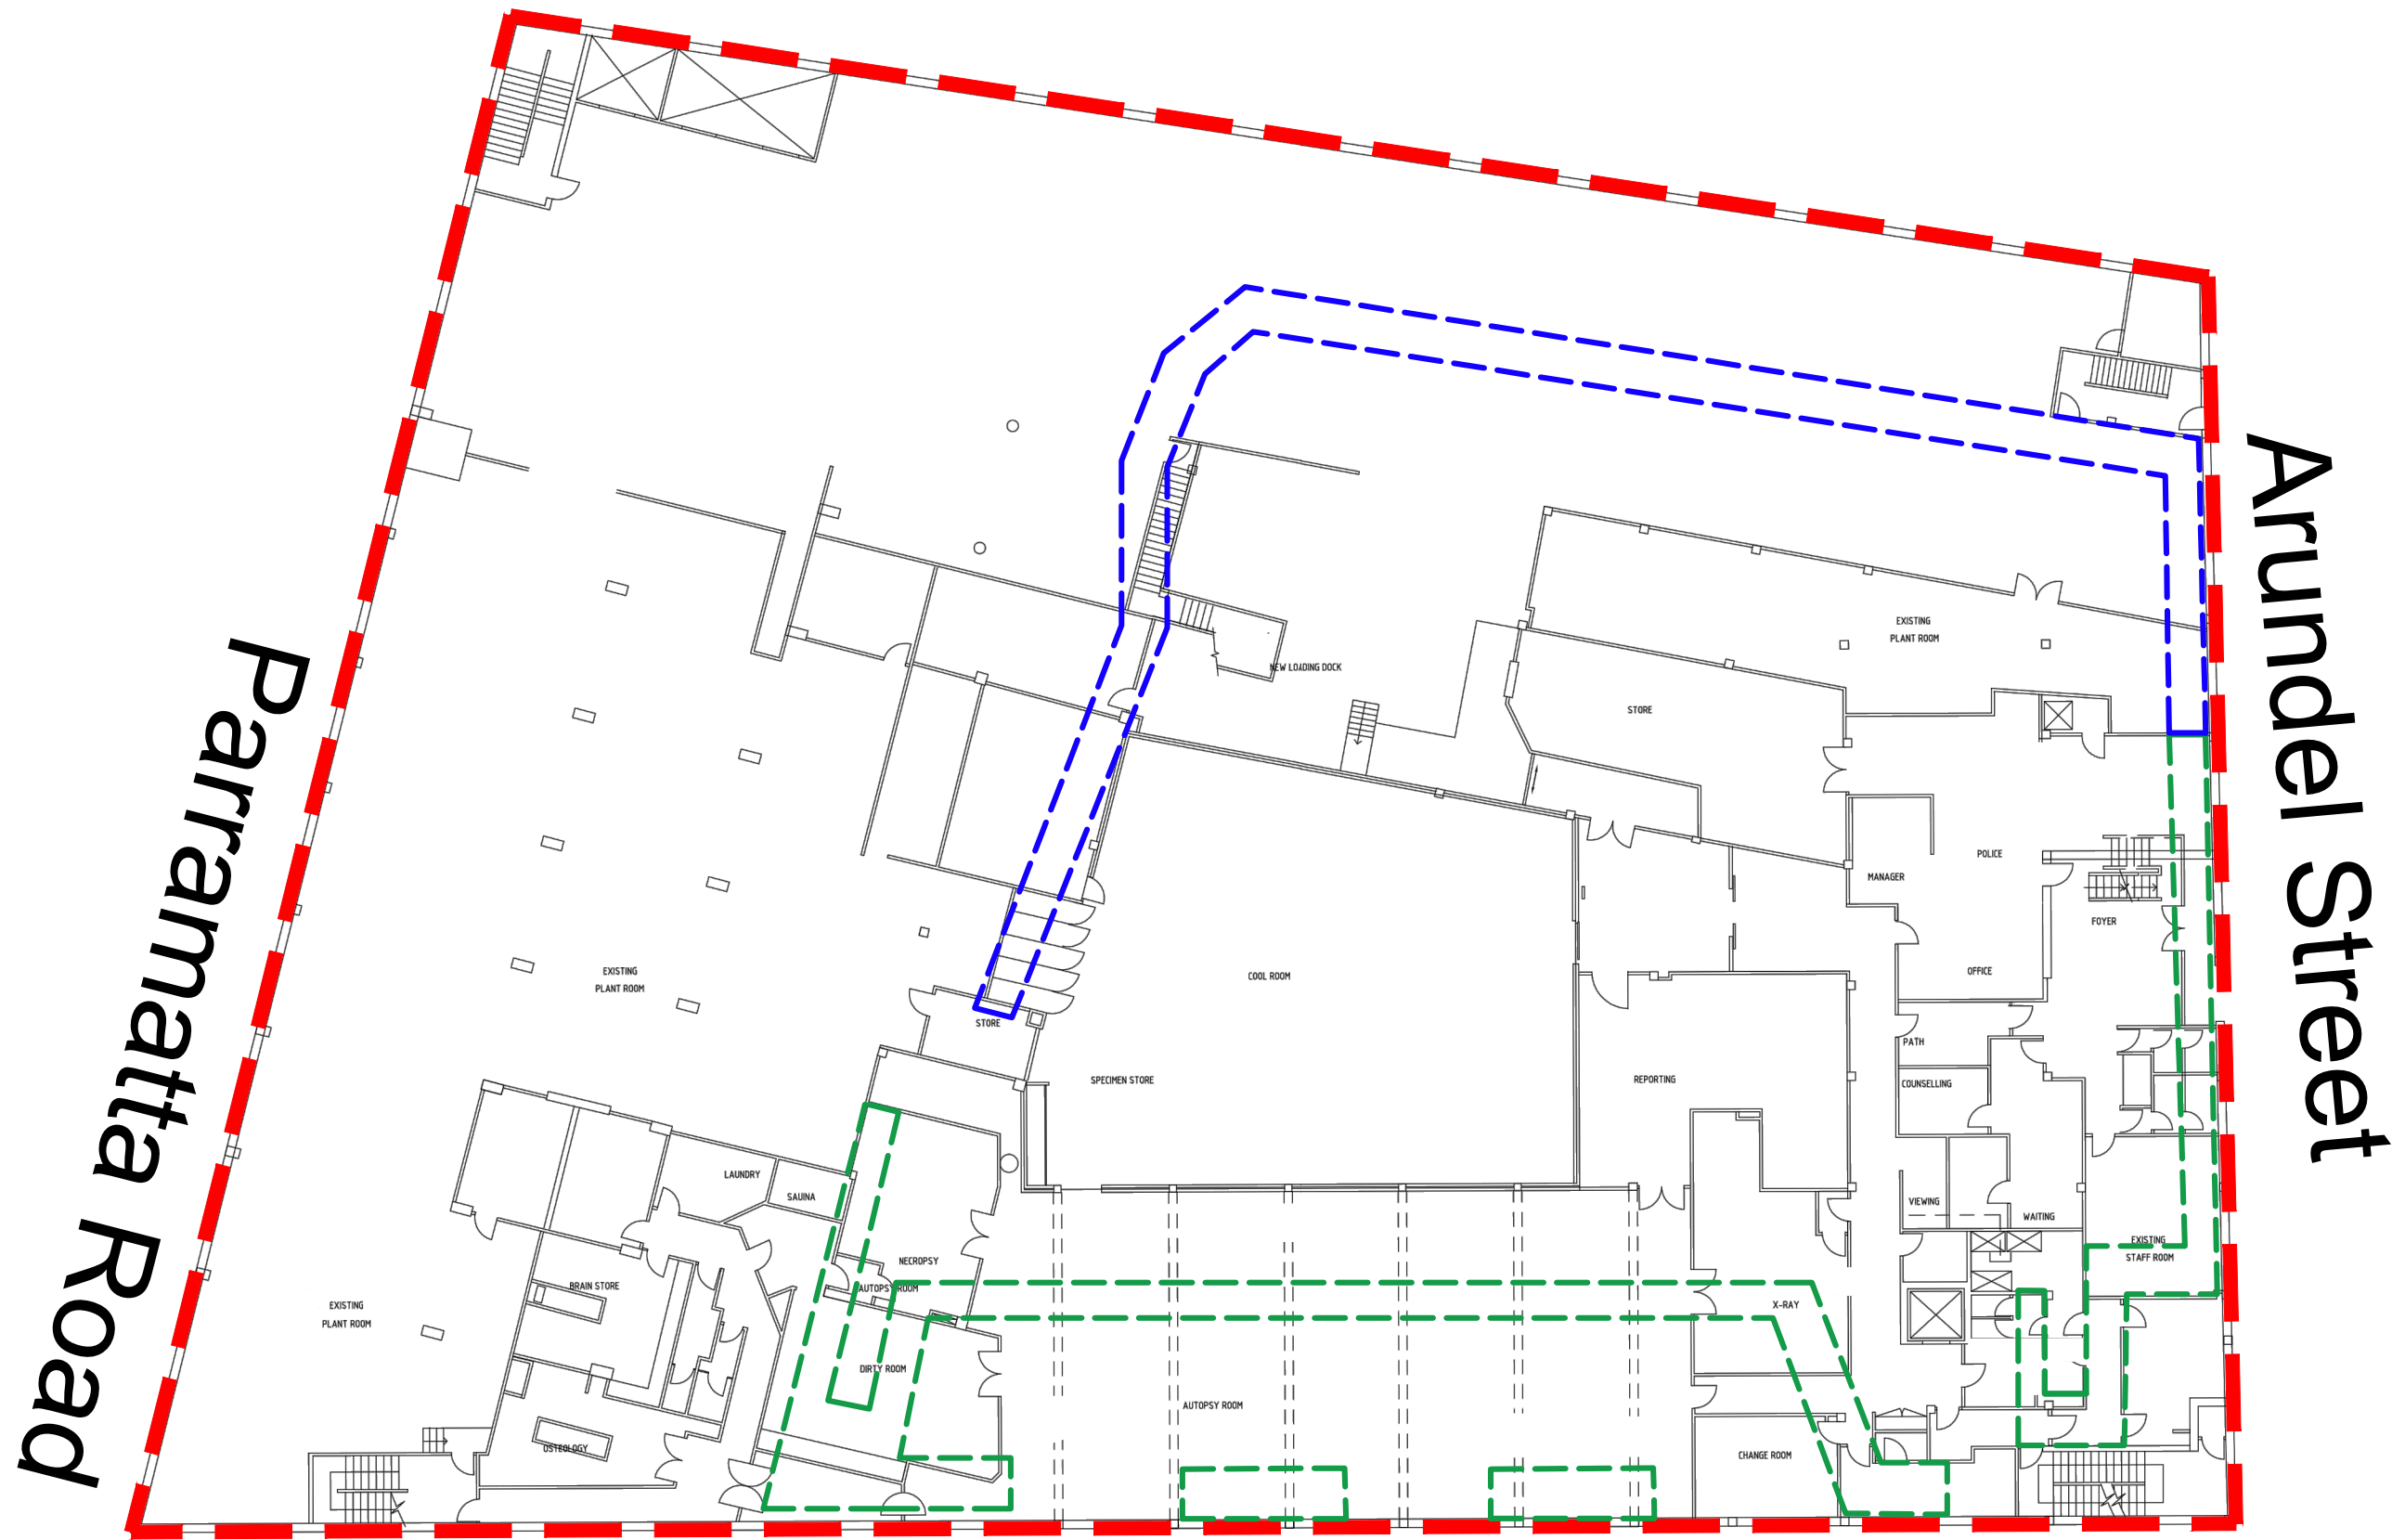 Arundel Street
Parramatta Road
EXISTING
PLANT ROOM
NEW LOADING DOCK
STORE
POLICE
MANAGER
FOYER
OFFICE
COOL ROOM
EXISTING
PLANT ROOM
STORE
PATH
SPECIMEN STORE
REPORTING
COUNSELLING
LAUNDRY
SAUINA
VIEWING
WAITING
EXISTING
STAFF ROOM
NECROPSY
AUTOPSY ROOM
BRAIN STORE
EXISTING
PLANT ROOM
X-RAY
DIRTY ROOM
AUTOPSY ROOM
OSTEOLOGY
CHANGE ROOM